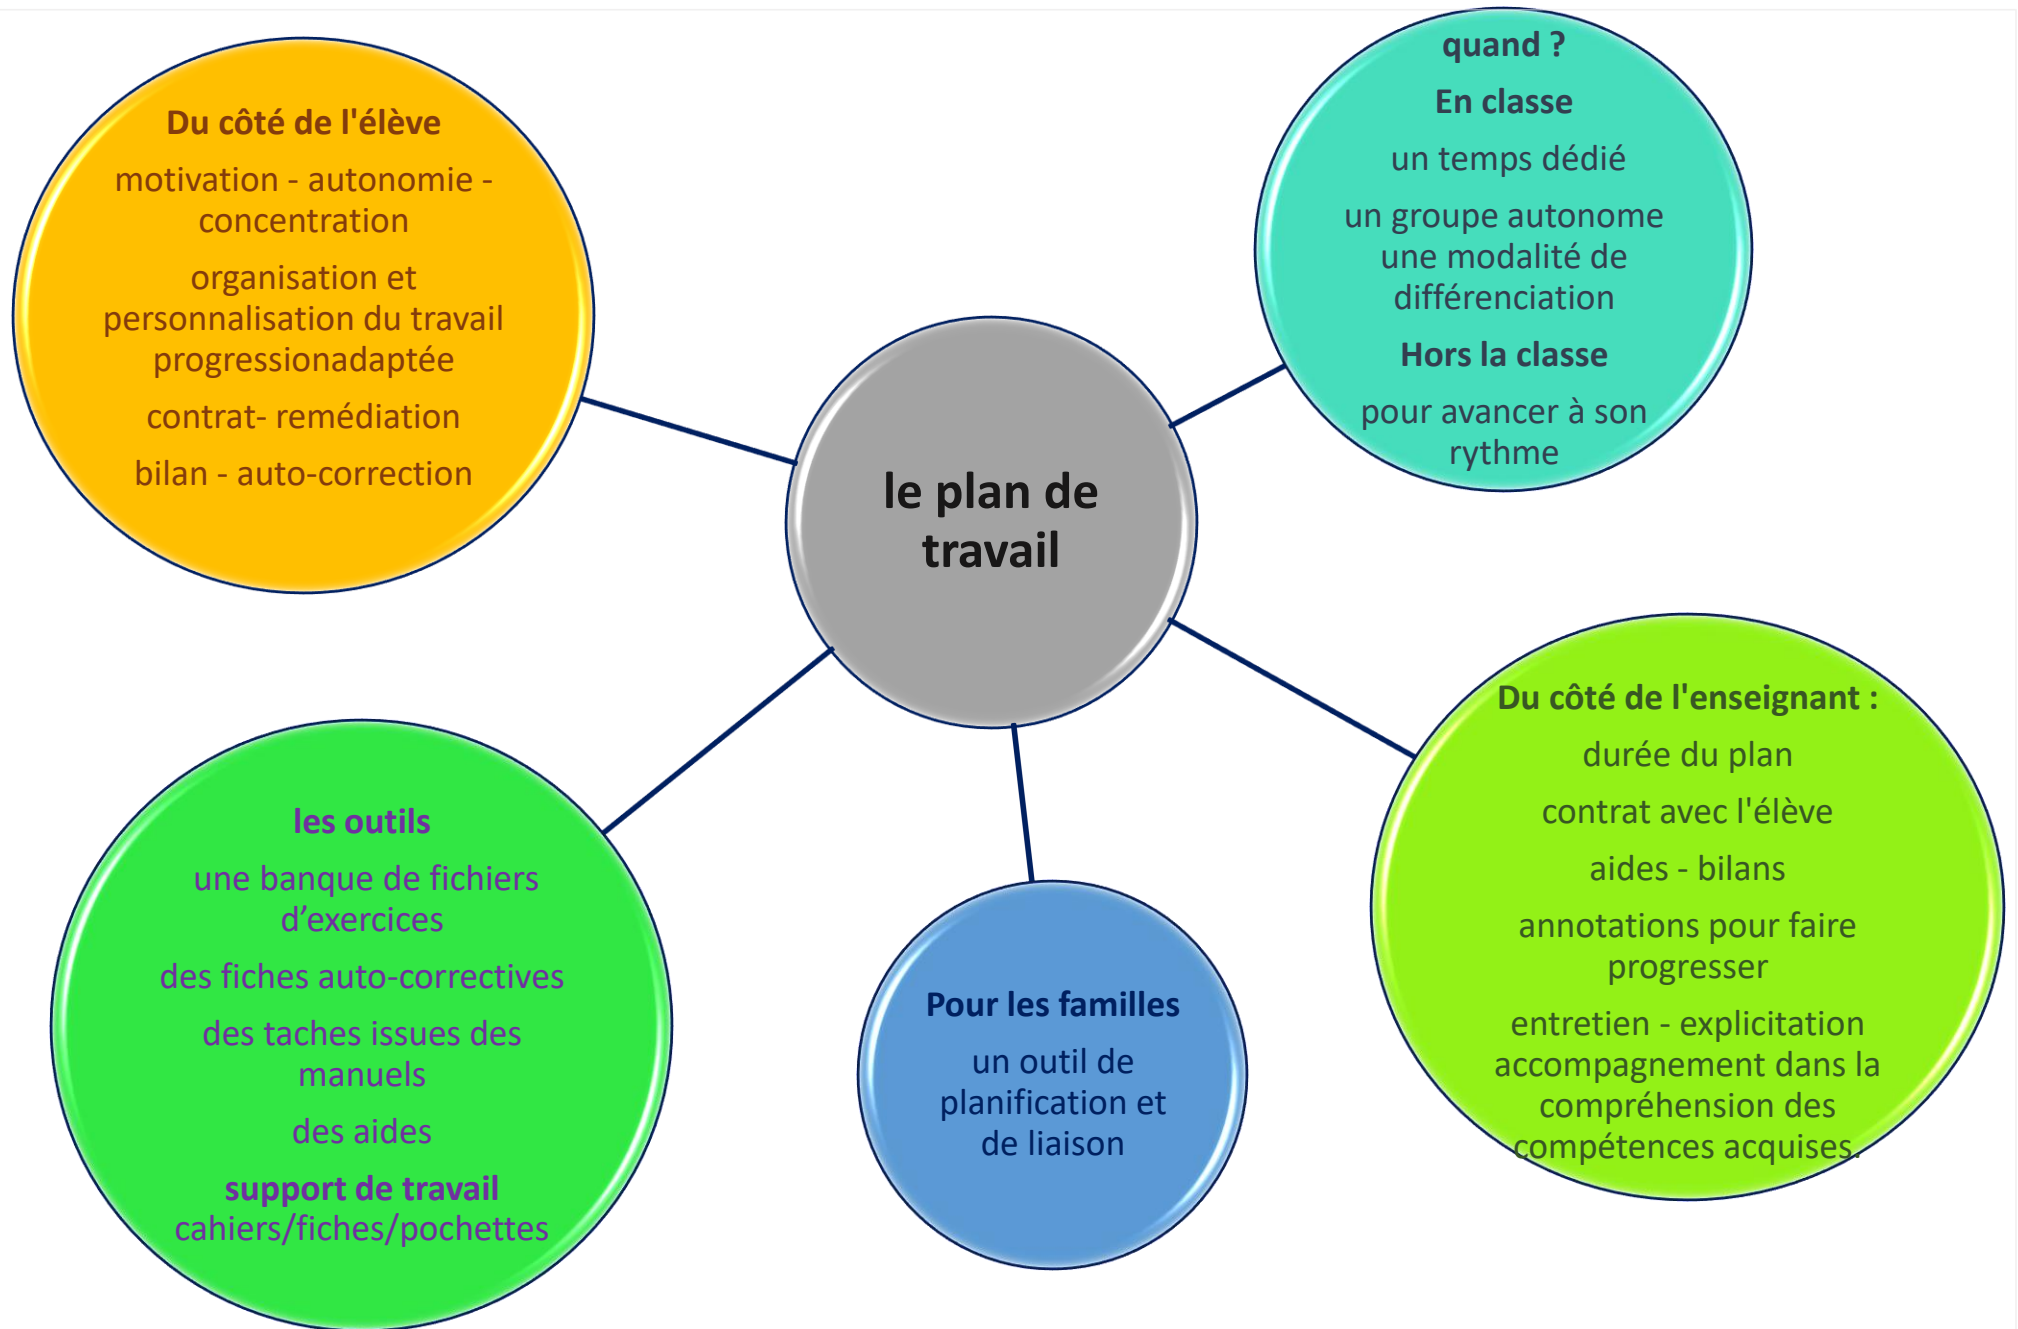 Du côté de l'élève
motivation - autonomie -
concentration
organisation et
personnalisation du travail
progressionadaptée
contrat- remédiation
bilan - auto-correction
quand ?
En classe
un temps dédié
un groupe autonome
une modalité de
différenciation
Hors la classe
pour avancer à son
rythme
le plan de
travail
les outils
une banque de fichiers
d’exercices
des fiches auto-correctives
des taches issues des
manuels
des aides
support de travail
cahiers/fiches/pochettes
Pour les familles
un outil de
planification et
de liaison
Du côté de l'enseignant :
durée du plan
contrat avec l'élève
aides - bilans
annotations pour faire
progresser
entretien - explicitation
accompagnement dans la
compréhension des
compétences acquises.